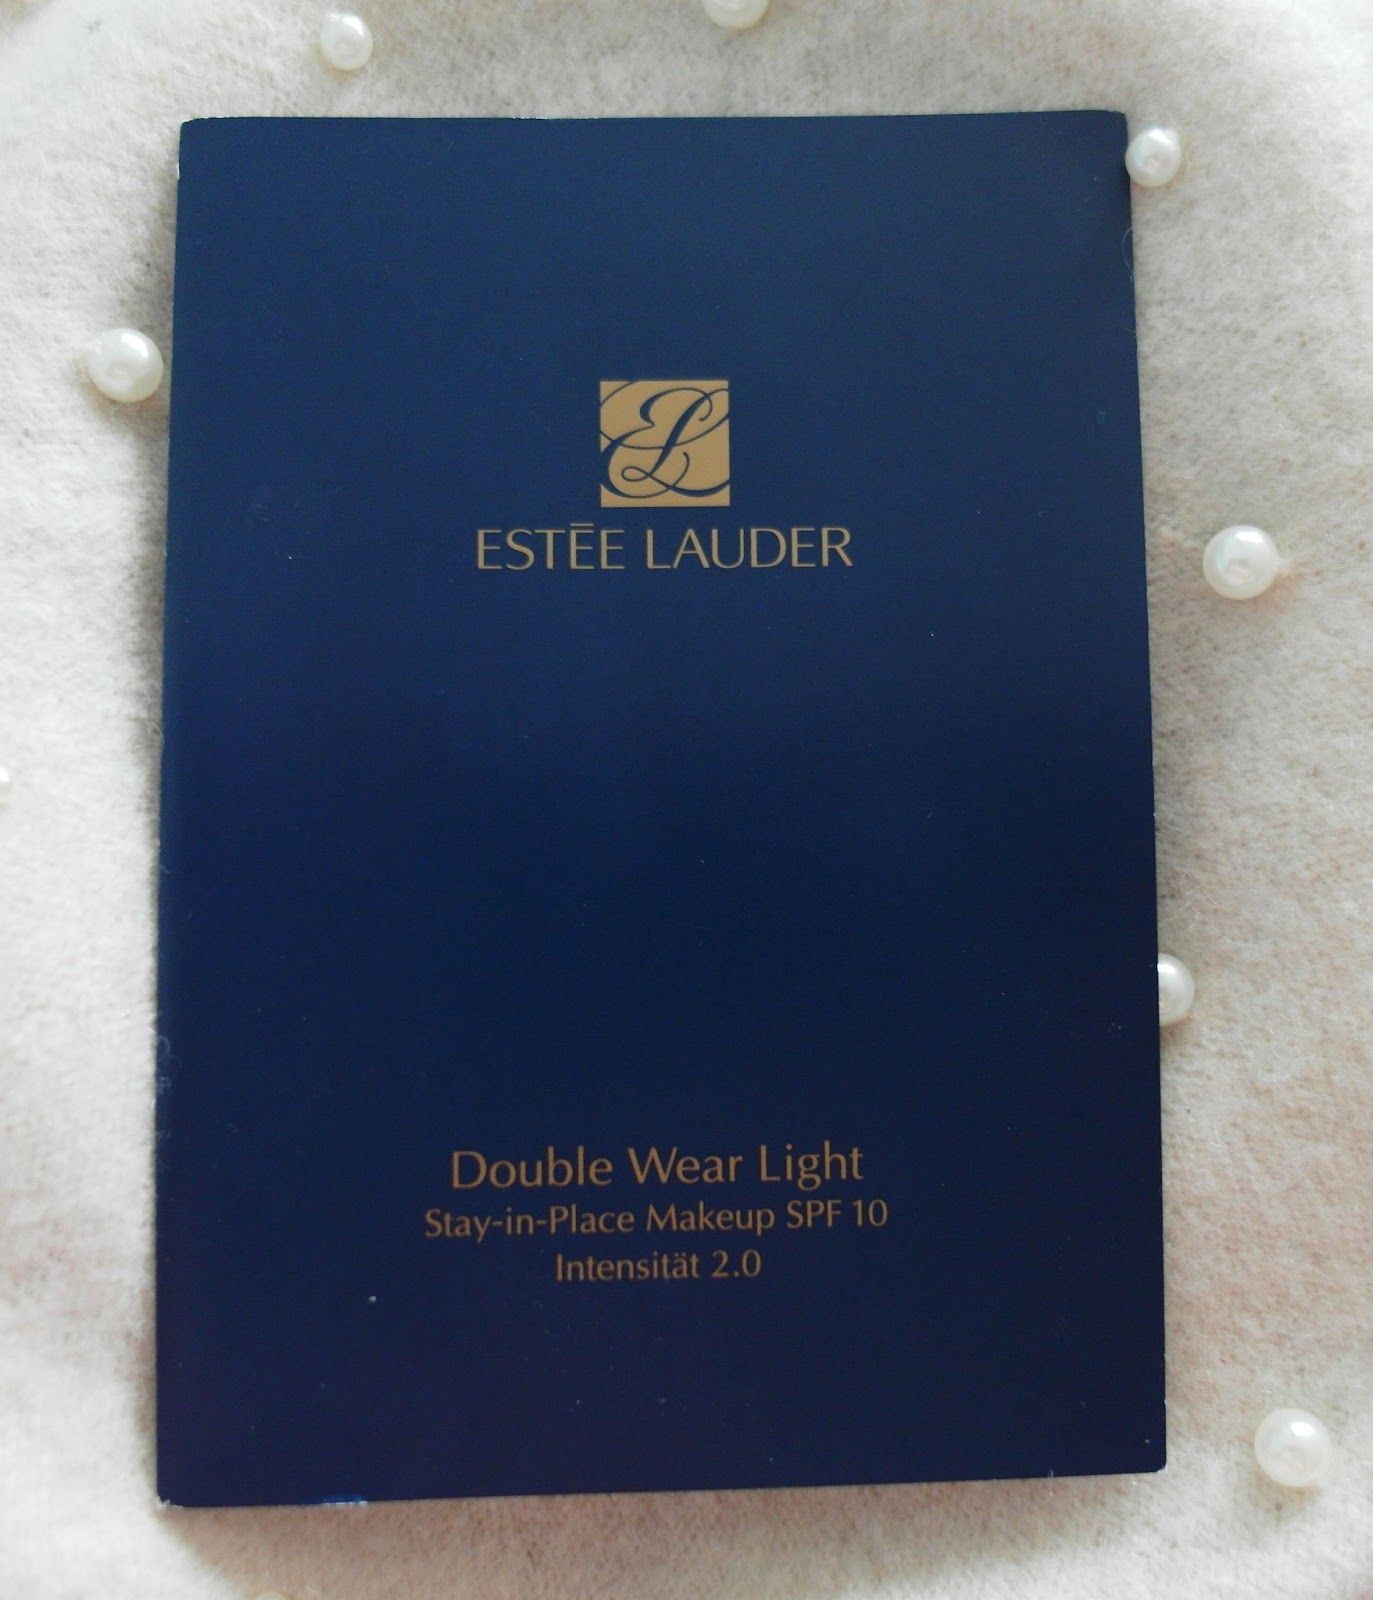 EL
ESTĒE LAUDER
Double Wear Light
Stay-in-Place Makeup SPF 10
Intensität 2.0